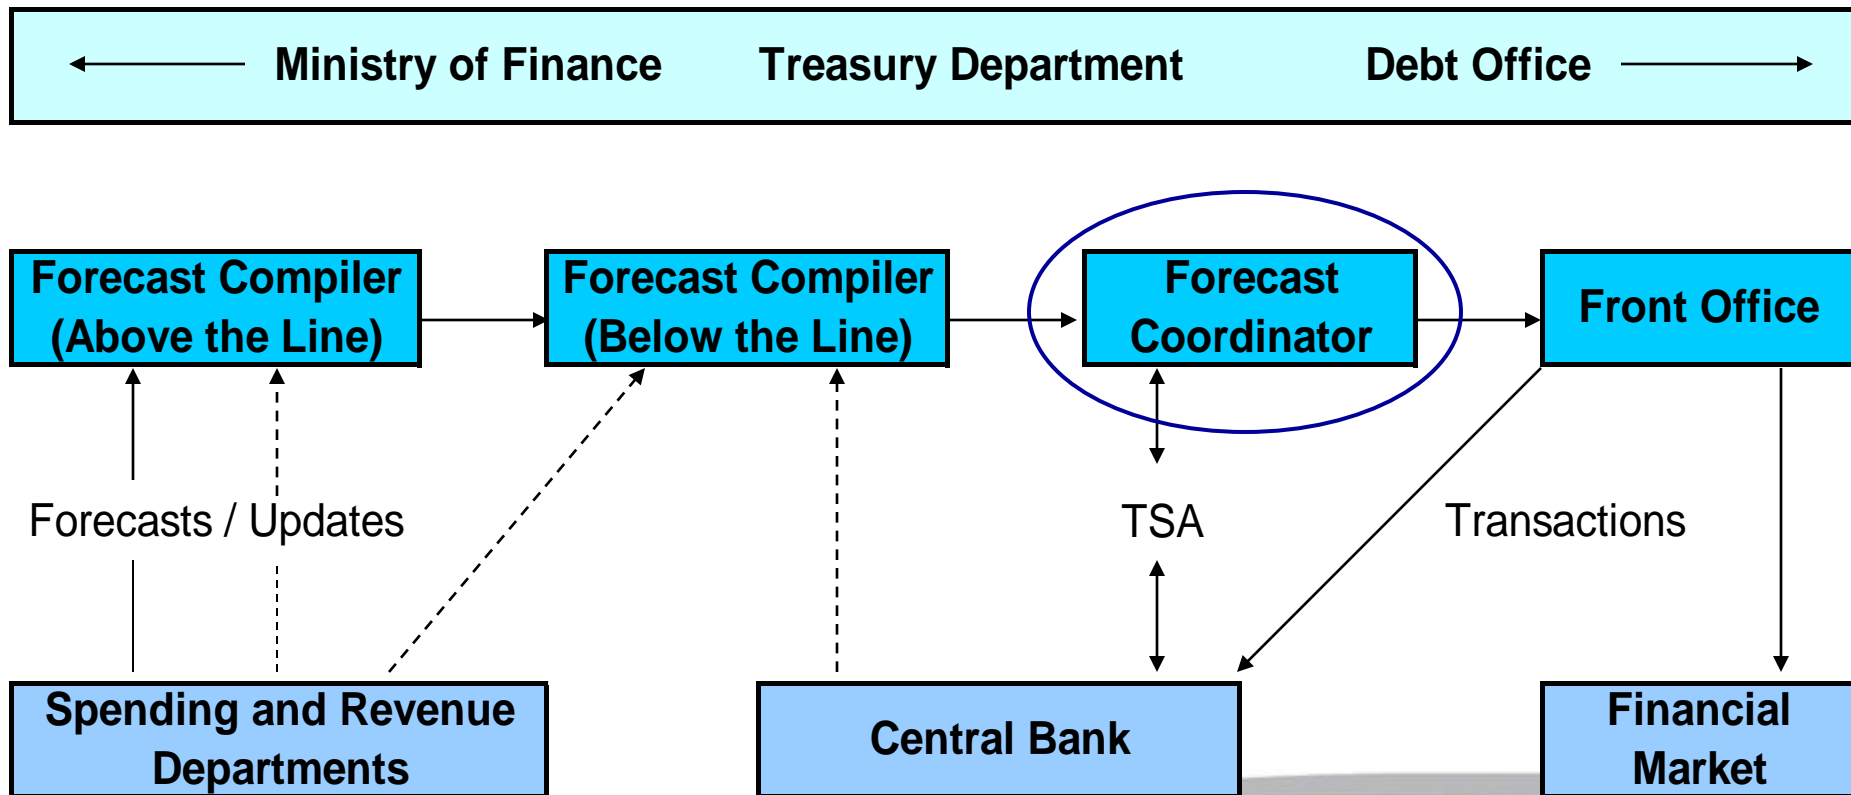 Ministry of Finance Treasury Department Debt Office
Forecast Compiler
(Above the Line)
Forecast Compiler
(Below the Line)
Forecast
Coordinator
Front Office
Forecasts / Updates
TSA
Transactions
Spending and Revenue
Departments
Central Bank
Financial
Market